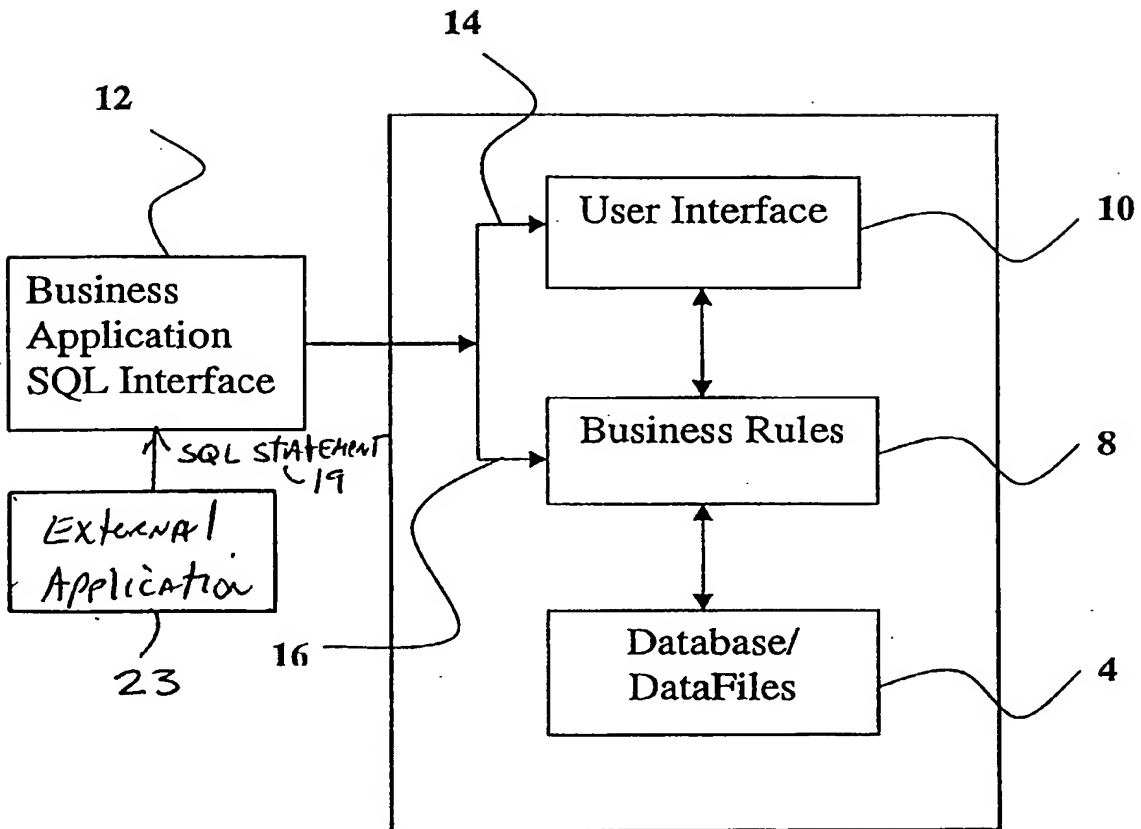 14
12
User Interface
10
Business
Application
SQL Interface
Business Rules
8
SQL STATEMENT
19
External
Application
23
16
Database/
DataFiles
4